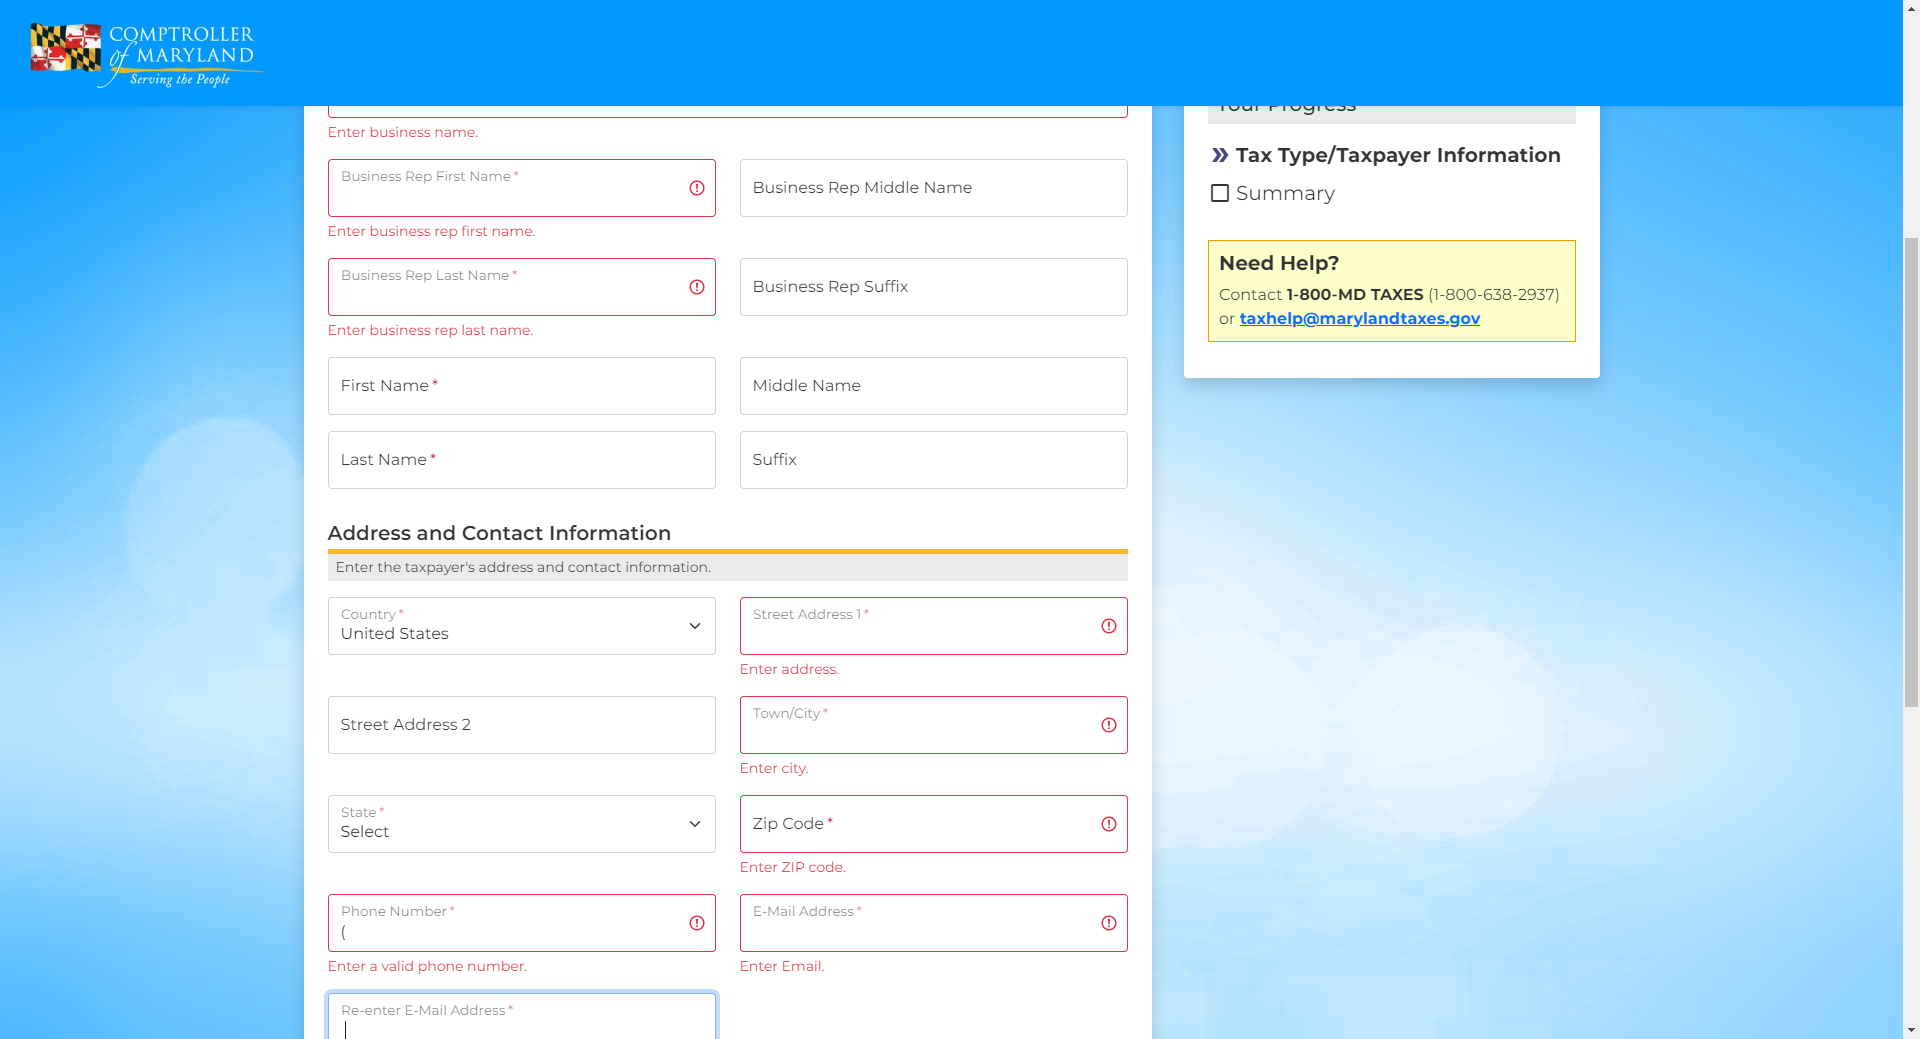 COMPTROLLER
of MARYLAND
Serving the People
Your Progress
Tax Type/Taxpayer Information
Summary
Need Help?
Contact 1-800-MD TAXES (1-800-638-2937)
or taxhelp@marylandtaxes.gov
Enter business name.
Business Rep First Name *
Business Rep Middle Name
Enter business rep first name.
Business Rep Last Name *
Business Rep Suffix
Enter business rep last name.
First Name *
Middle Name
Last Name *
Suffix
Address and Contact Information
Enter the taxpayer's address and contact information.
Country *
United States
Street Address 1 *
Enter address.
Street Address 2
Town/City *
Enter city.
State *
Select
Zip Code *
Enter ZIP code.
Phone Number *
(
Enter a valid phone number.
E-Mail Address *
Enter Email.
Re-enter E-Mail Address *